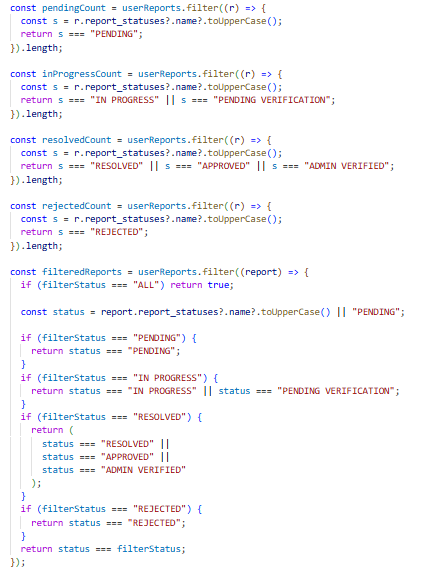 const pendingCount = userReports.filter((r) => {
  const s = r.report_statuses?.name?.toUpperCase();
  return s === "PENDING";
}).length;

const inProgressCount = userReports.filter((r) => {
  const s = r.report_statuses?.name?.toUpperCase();
  return s === "IN PROGRESS" || s === "PENDING VERIFICATION";
}).length;

const resolvedCount = userReports.filter((r) => {
  const s = r.report_statuses?.name?.toUpperCase();
  return s === "RESOLVED" || s === "APPROVED" || s === "ADMIN VERIFIED";
}).length;

const rejectedCount = userReports.filter((r) => {
  const s = r.report_statuses?.name?.toUpperCase();
  return s === "REJECTED";
}).length;

const filteredReports = userReports.filter((report) => {
  if (filterStatus === "ALL") return true;

  const status = report.report_statuses?.name?.toUpperCase() || "PENDING";

  if (filterStatus === "PENDING") {
    return status === "PENDING";
  }
  if (filterStatus === "IN PROGRESS") {
    return status === "IN PROGRESS" || status === "PENDING VERIFICATION";
  }
  if (filterStatus === "RESOLVED") {
    return (
      status === "RESOLVED" ||
      status === "APPROVED" ||
      status === "ADMIN VERIFIED"
    );
  }
  if (filterStatus === "REJECTED") {
    return status === "REJECTED";
  }
  return status === filterStatus;
});